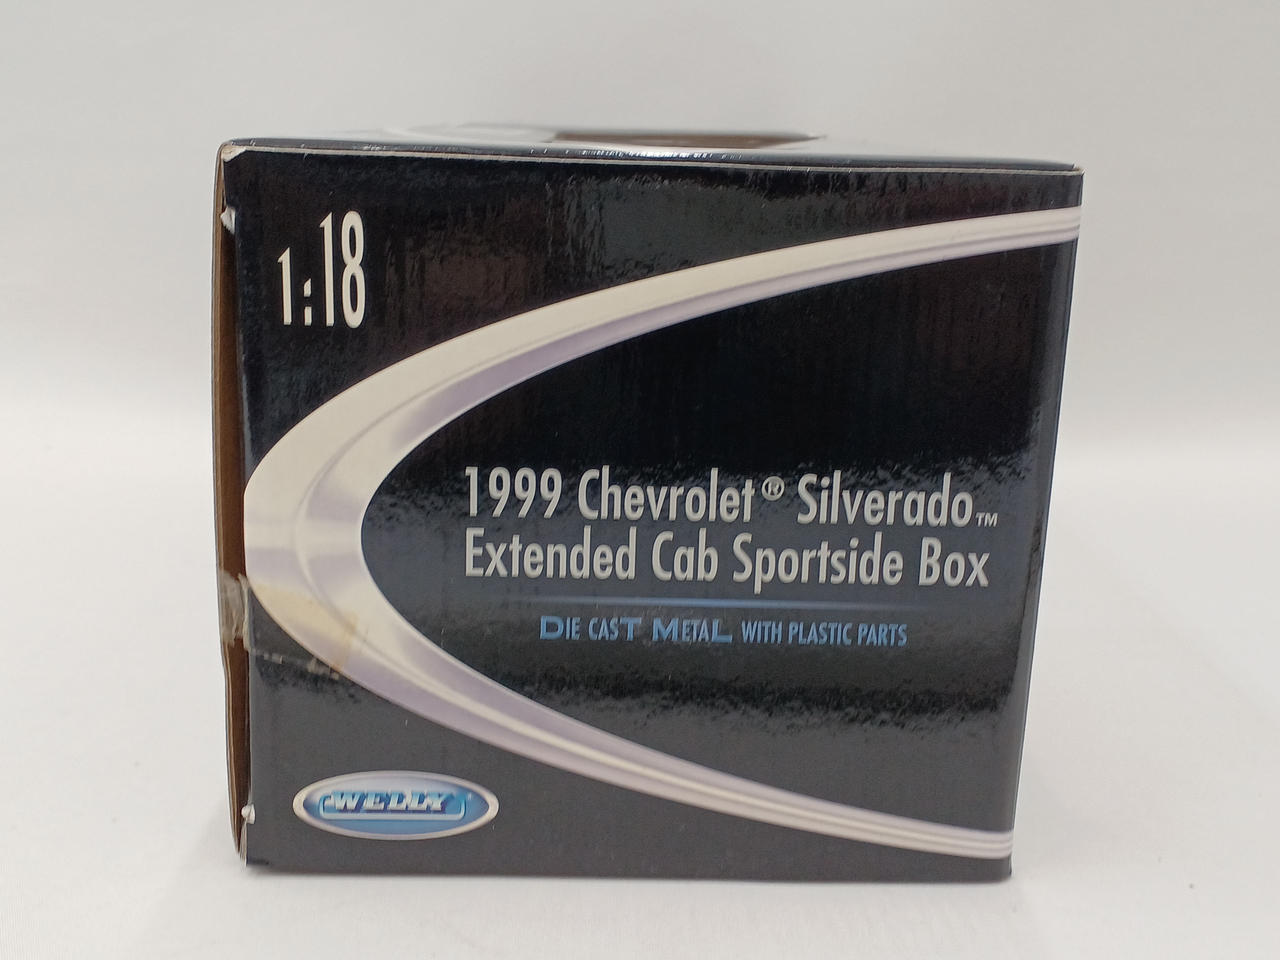 1:18
1999 Chevrolet® Silverado™
Extended Cab Sportside Box
DIE CAST METAL WITH PLASTIC PARTS
WELLY